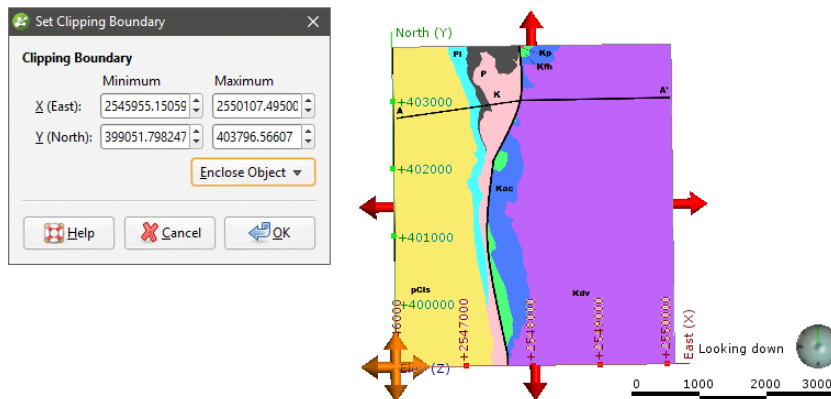 Set Clipping Boundary
Clipping Boundary
Minimum Maximum
X (East): 2545955.15059 2550107.49500
Y (North): 399051.798247 403796.56607
Enclose Object
Help Cancel OK
North (Y)
Pl Kp
P Kfh
K
+403000
A A'
+402000
Kac
+401000
pCls Kdv
+400000
46000
+2547000
+2548000
+2549000
+2550000
East (X)
Elev (Z)
Looking down
0 1000 2000 3000